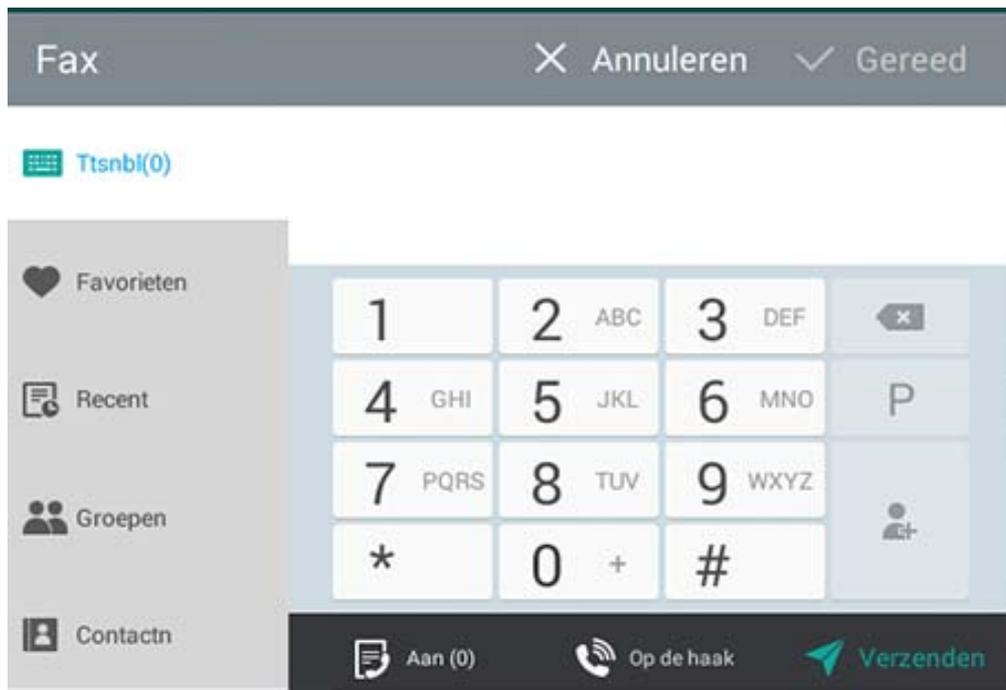 Fax
Annuleren
Gereed
Ttsnbl(0)
Favorieten
Recent
Groepen
Contactn
1
2 ABC
3 DEF
4 GHI
5 JKL
6 MNO
P
7 PQRS
8 TUV
9 WXYZ
*
0 +
#
Aan (0)
Op de haak
Verzenden